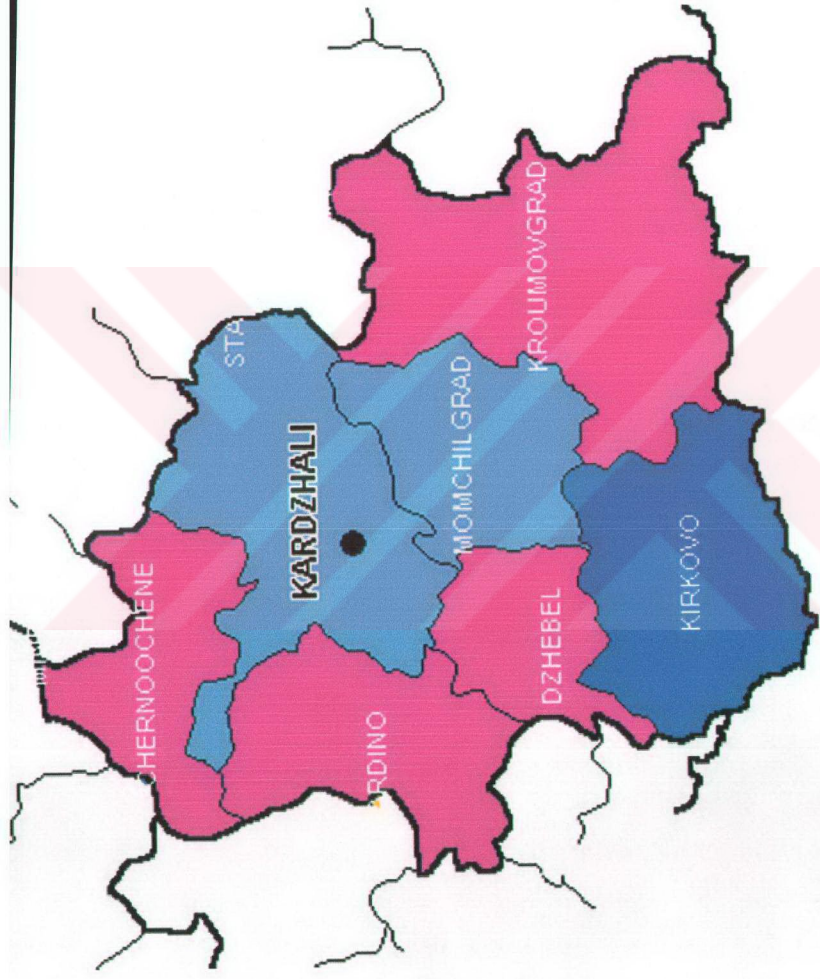 CHERNOOCHENE
STA
KARDZHALI
MOMCHILGRAD
KROUMOVGRAD
RDINO
DZHEBEL
KIRKOVO